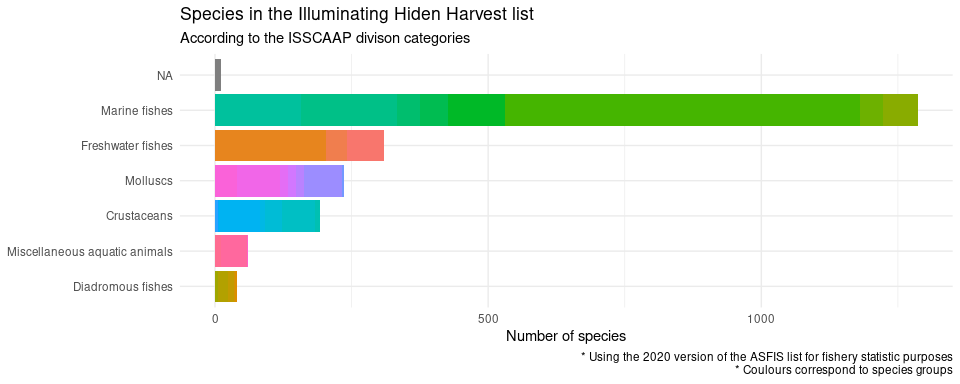 Species in the Illuminating Hiden Harvest list
According to the ISSCAAP divison categories
NA
Marine fishes
Freshwater fishes
Molluscs
Crustaceans
Miscellaneous aquatic animals
Diadromous fishes
0 500 1000
Number of species
* Using the 2020 version of the ASFIS list for fishery statistic purposes
* Coulours correspond to species groups